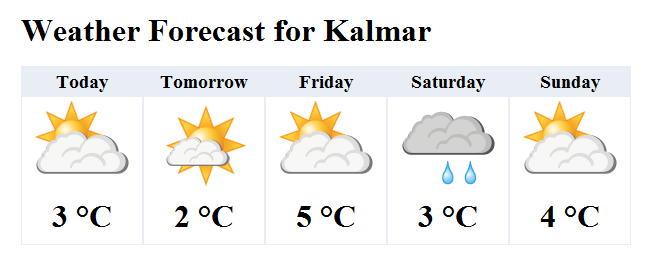 Weather Forecast for Kalmar
Today Tomorrow Friday Saturday Sunday
3 °C 2 °C 5 °C 3 °C 4 °C